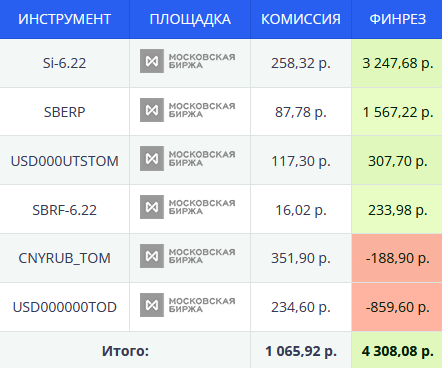 ИНСТРУМЕНТ ПЛОЩАДКА КОМИССИЯ ФИНРЕЗ
Si-6.22 МОСКОВСКАЯ БИРЖА 258,32 р. 3 247,68 р.
SBERP МОСКОВСКАЯ БИРЖА 87,78 р. 1 567,22 р.
USD000UTSTOM МОСКОВСКАЯ БИРЖА 117,30 р. 307,70 р.
SBRF-6.22 МОСКОВСКАЯ БИРЖА 16,02 р. 233,98 р.
CNYRUB_TOM МОСКОВСКАЯ БИРЖА 351,90 р. -188,90 р.
USD000000TOD МОСКОВСКАЯ БИРЖА 234,60 р. -859,60 р.
Итого: 1 065,92 р. 4 308,08 р.